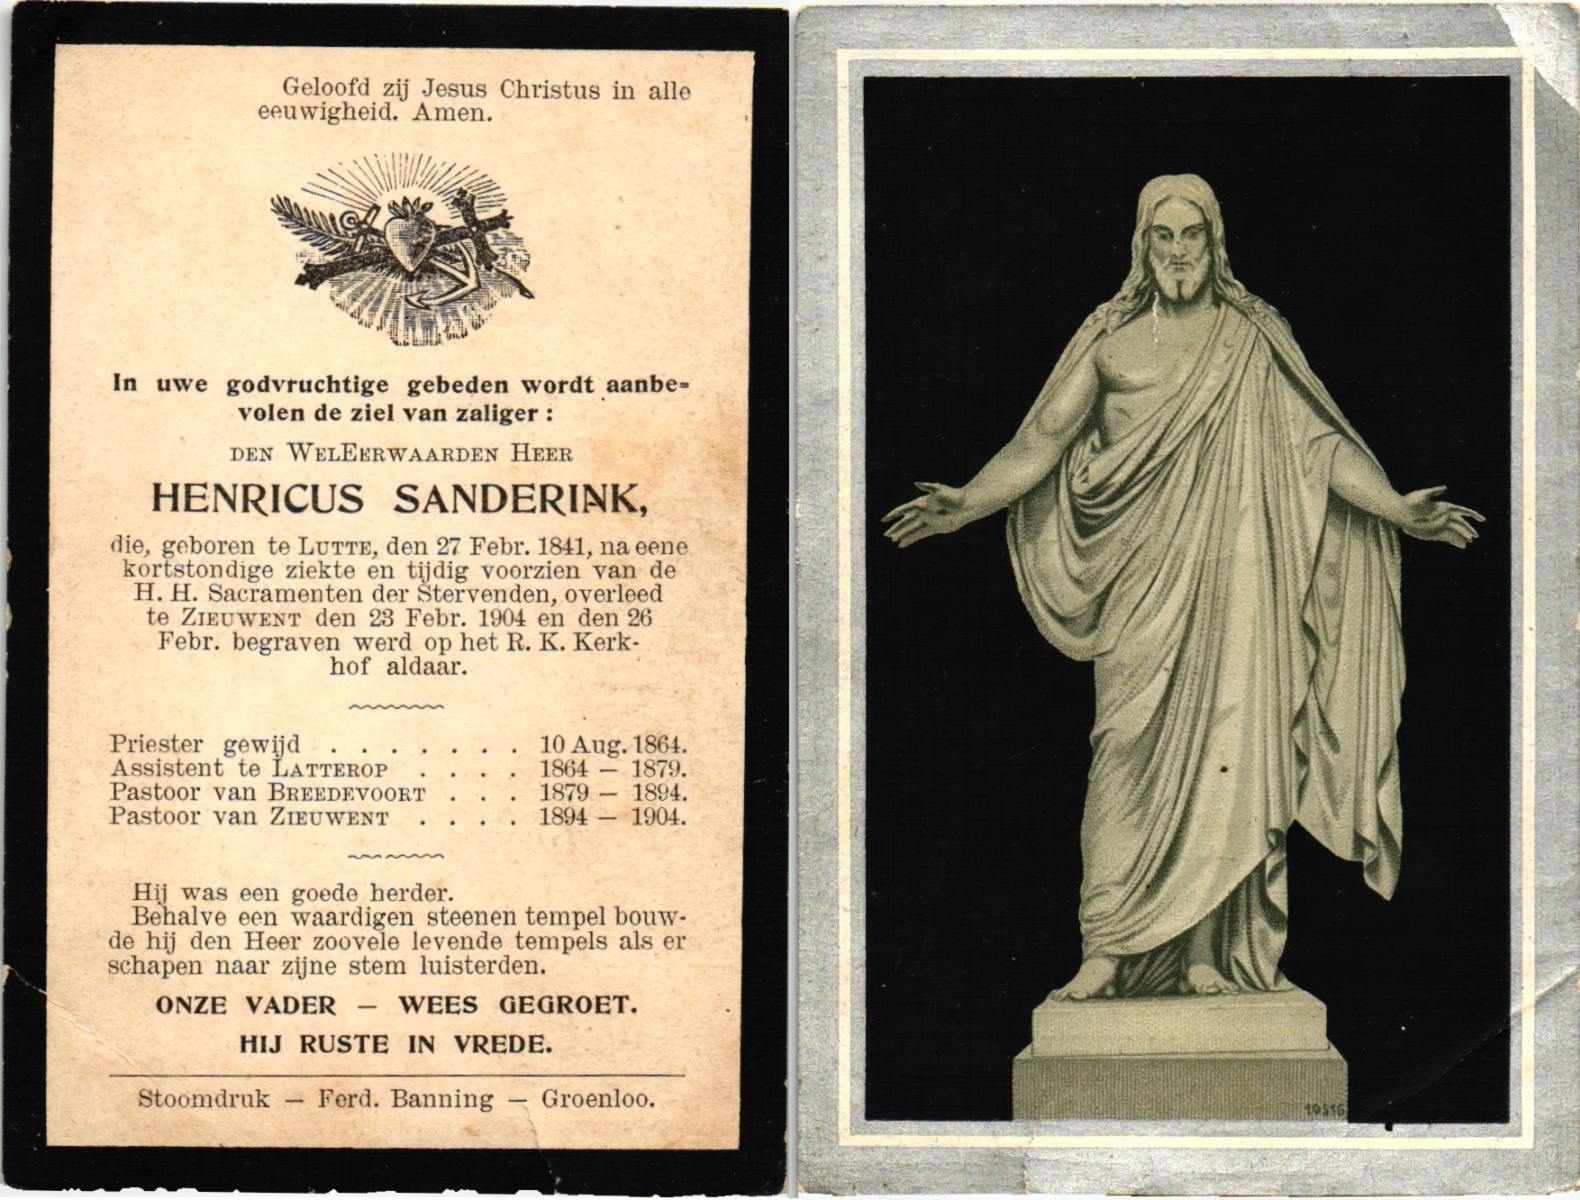 Geloofd zij Jesus Christus in alle
eeuwigheid. Amen.
In uwe godvruchtige gebeden wordt aanbe=
volen de ziel van zaliger :
DEN WELEERWAARDEN HEER
HENRICUS SANDERINK,
die, geboren te LUTTE, den 27 Febr. 1841, na eene
kortstondige ziekte en tijdig voorzien van de
H. H. Sacramenten der Stervenden, overleed
te ZIEUWENT den 23 Febr. 1904 en den 26
Febr. begraven werd op het R. K. Kerk-
hof aldaar.
Priester gewijd . . . . . . . 10 Aug. 1864.
Assistent te LATTEROP . . . . 1864 — 1879.
Pastoor van BREEDEVOORT . . . 1879 — 1894.
Pastoor van ZIEUWENT . . . . 1894 — 1904.
Hij was een goede herder.
Behalve een waardigen steenen tempel bouw-
de hij den Heer zoovele levende tempels als er
schapen naar zijne stem luisterden.
ONZE VADER — WEES GEGROET.
HIJ RUSTE IN VREDE.
Stoomdruk — Ferd. Banning — Groenloo.
10516